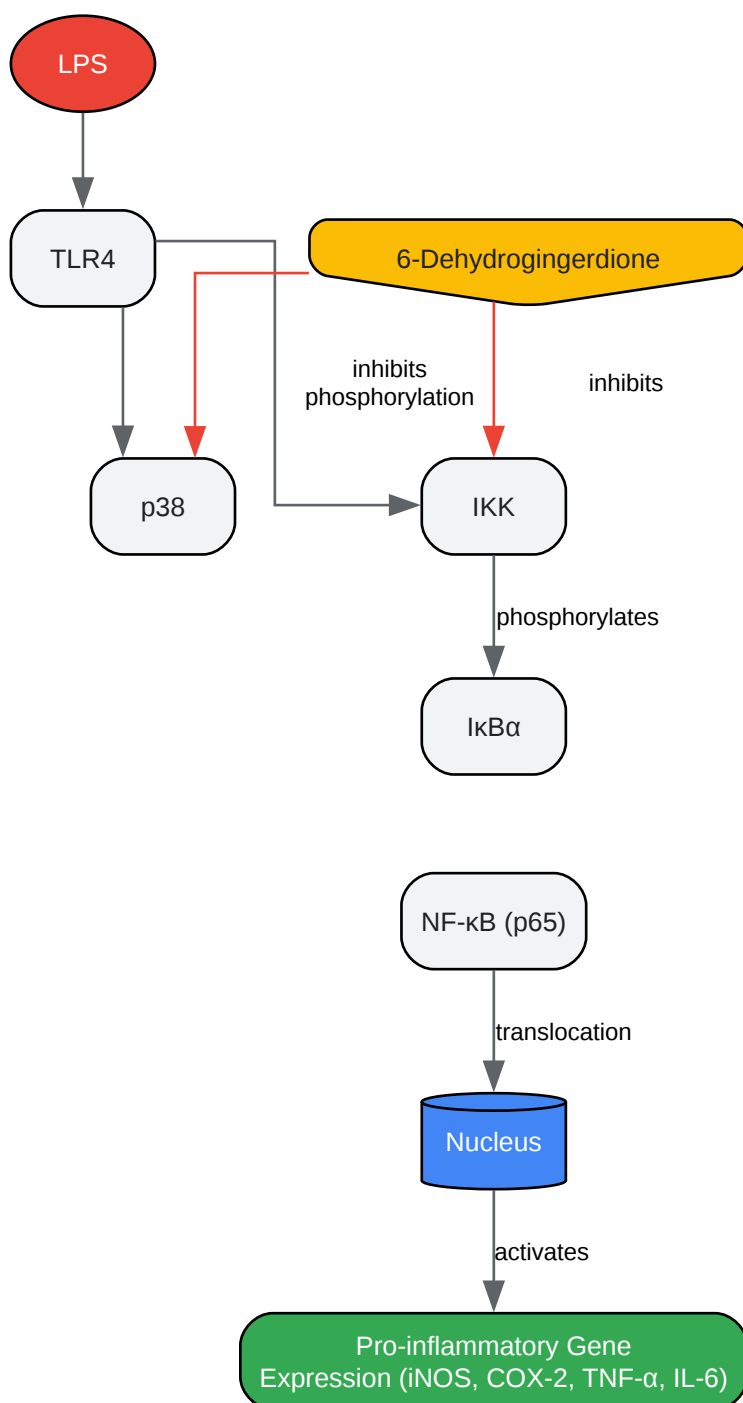 LPS
TLR4
6-Dehydrogingerdione
inhibits
phosphorylation
inhibits
p38
IKK
phosphorylates
IκBα
NF-κB (p65)
translocation
Nucleus
activates
Pro-inflammatory Gene
Expression (iNOS, COX-2, TNF-α, IL-6)